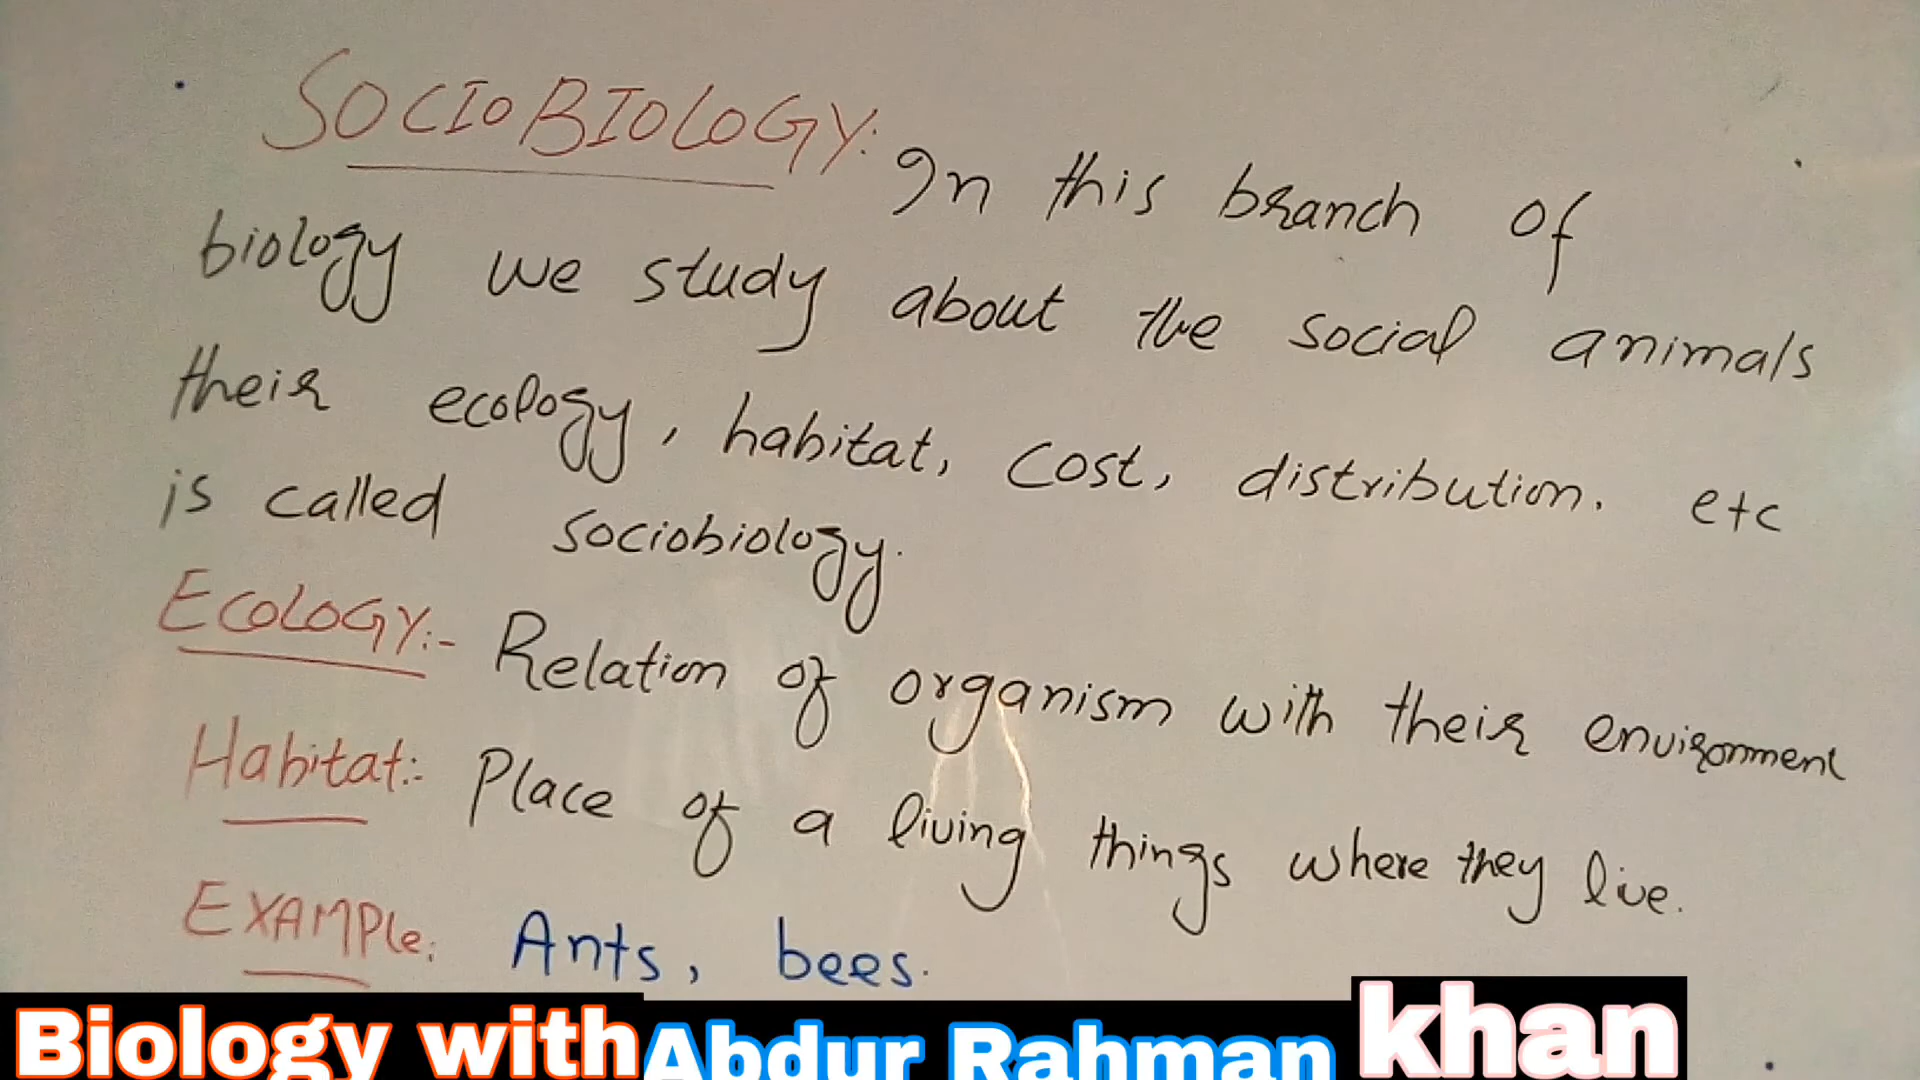 SOCIOBIOLOGY: In this branch of
biology we study about the social animals
their ecology, habitat, cost, distribution. etc
is called sociobiology.
ECOLOGY:- Relation of organism with their environment
Habitat:- Place of a living things where they live.
EXAMPLE: Ants, bees.
Biology with Abdur Rahman khan